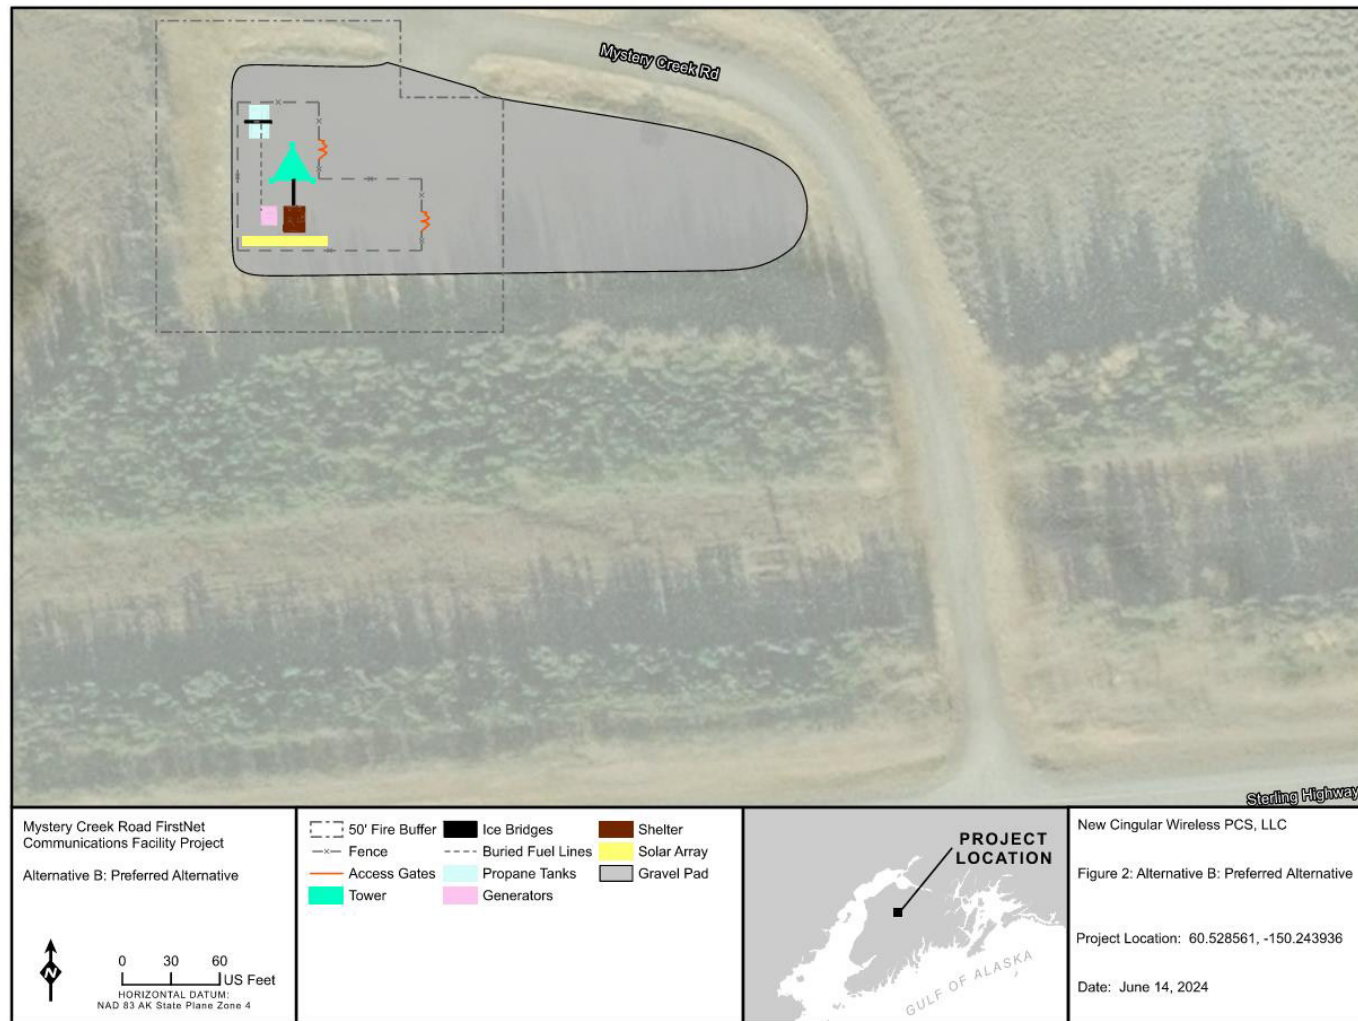 Mystery Creek Rd
Sterling Highway
Mystery Creek Road FirstNet
Communications Facility Project
Alternative B: Preferred Alternative
N
0 30 60
US Feet
HORIZONTAL DATUM:
NAD 83 AK State Plane Zone 4
50' Fire Buffer
Fence
Access Gates
Tower
Ice Bridges
Buried Fuel Lines
Propane Tanks
Generators
Shelter
Solar Array
Gravel Pad
PROJECT
LOCATION
GULF OF ALASKA
New Cingular Wireless PCS, LLC
Figure 2: Alternative B: Preferred Alternative
Project Location: 60.528561, -150.243936
Date: June 14, 2024